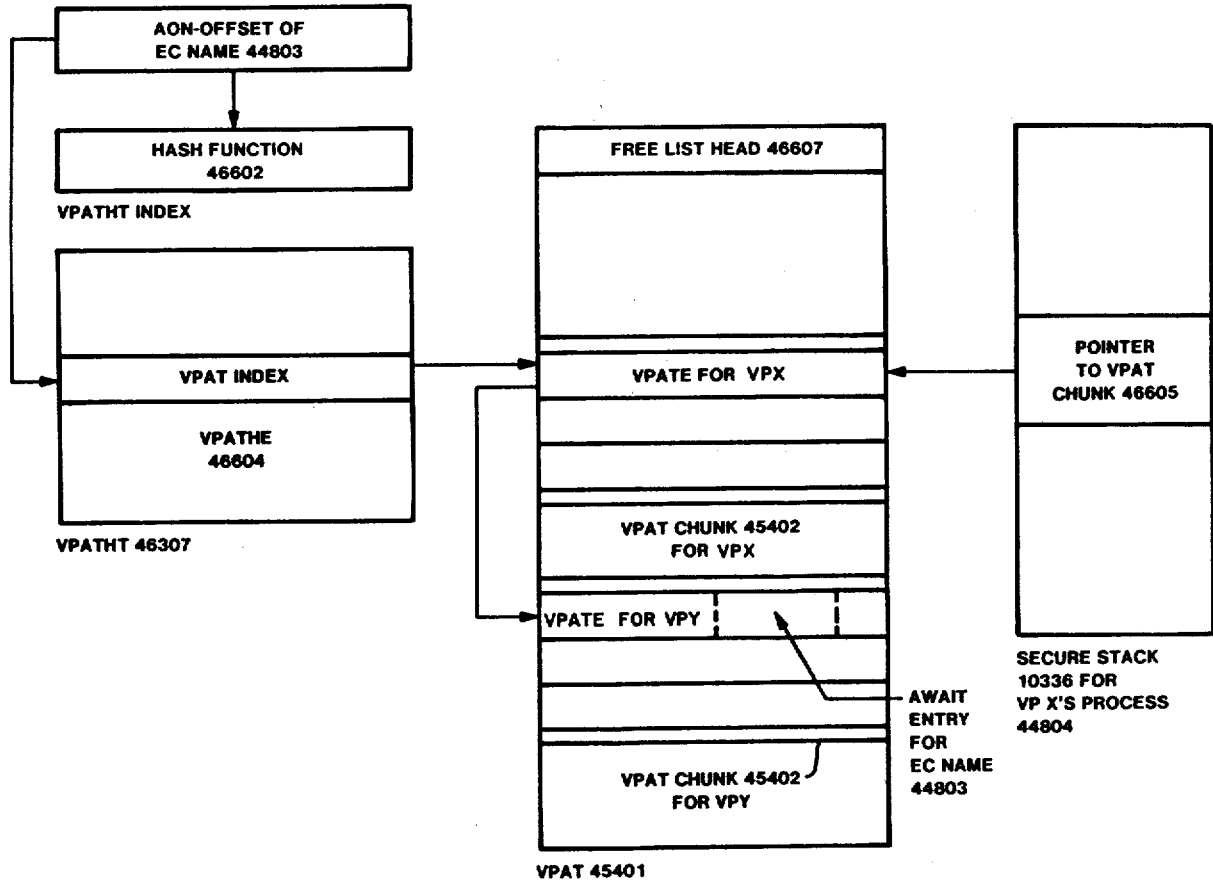 AON-OFFSET OF
EC NAME 44803
HASH FUNCTION
46602
VPATHT INDEX
VPAT INDEX
VPATHE
46604
VPATHT 46307
FREE LIST HEAD 46607
VPATE FOR VPX
VPAT CHUNK 45402
FOR VPX
VPATE FOR VPY
VPAT CHUNK 45402
FOR VPY
VPAT 45401
AWAIT
ENTRY
FOR
EC NAME
44803
POINTER
TO VPAT
CHUNK 46605
SECURE STACK
10336 FOR
VP X'S PROCESS
44804